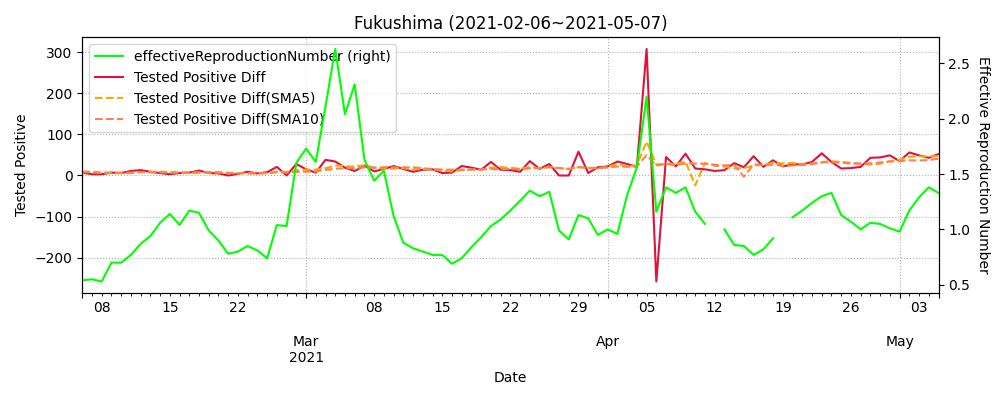 Fukushima (2021-02-06~2021-05-07)
effectiveReproductionNumber (right)
Tested Positive Diff
Tested Positive Diff(SMA5)
Tested Positive Diff(SMA10)
Tested Positive
300
200
100
0
−100
−200
Effective Reproduction Number
2.5
2.0
1.5
1.0
0.5
08 15 22 08 15 22 29 05 12 19 26 03
Mar Apr May
2021
Date